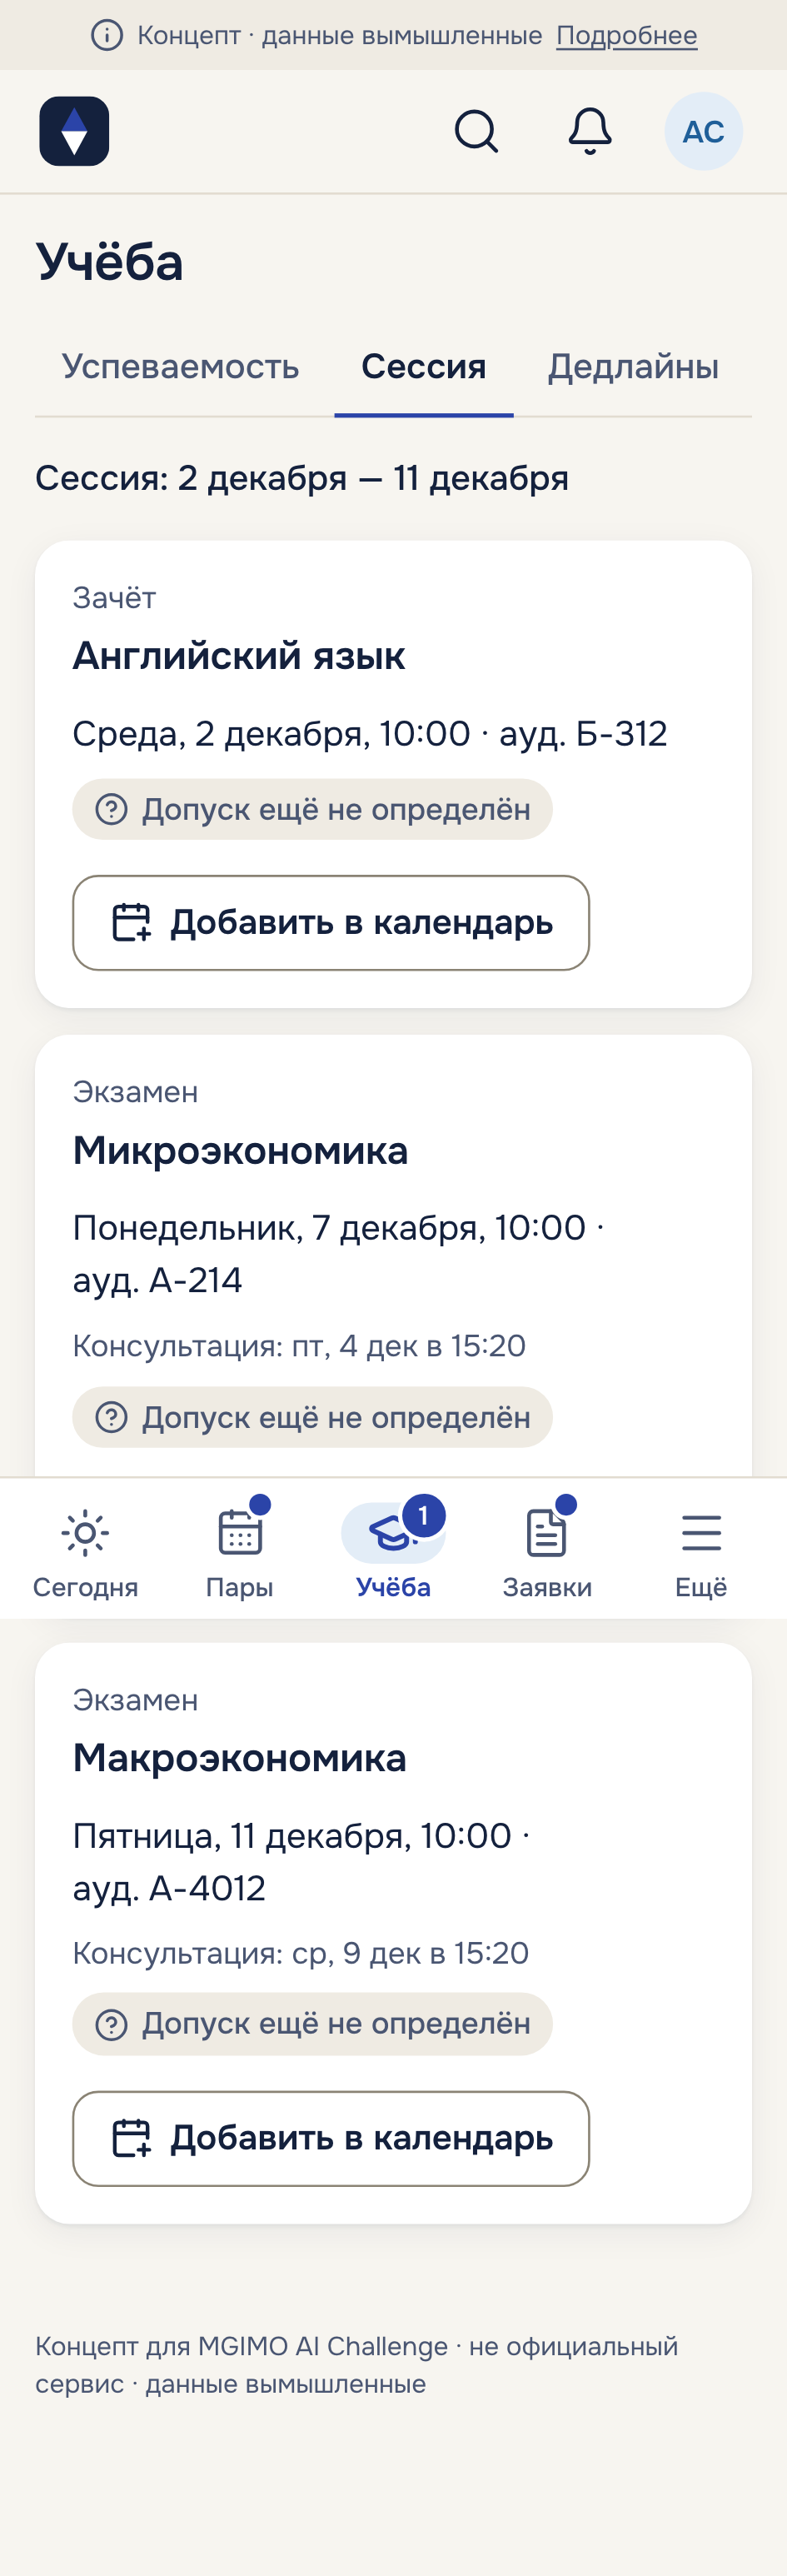 Концепт · данные вымышленные Подробнее
АС
Учёба
Успеваемость Сессия Дедлайны
Сессия: 2 декабря — 11 декабря
Зачёт
Английский язык
Среда, 2 декабря, 10:00 · ауд. Б-312
Допуск ещё не определён
Добавить в календарь
Экзамен
Микроэкономика
Понедельник, 7 декабря, 10:00 ·
ауд. А-214
Консультация: пт, 4 дек в 15:20
Допуск ещё не определён
1
Сегодня Пары Учёба Заявки Ещё
Экзамен
Макроэкономика
Пятница, 11 декабря, 10:00 ·
ауд. А-4012
Консультация: ср, 9 дек в 15:20
Допуск ещё не определён
Добавить в календарь
Концепт для MGIMO AI Challenge · не официальный
сервис · данные вымышленные